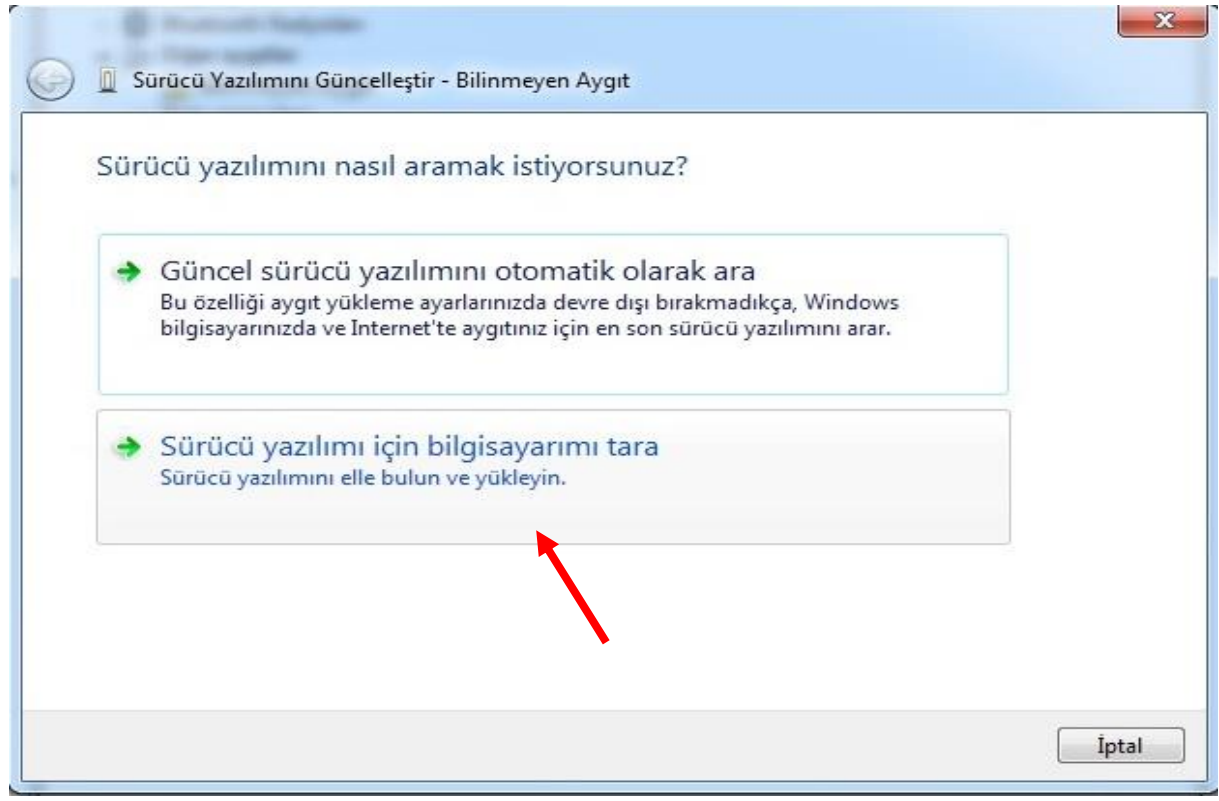 Sürücü Yazılımını Güncelleştir - Bilinmeyen Aygıt
Sürücü yazılımını nasıl aramak istiyorsunuz?
Güncel sürücü yazılımını otomatik olarak ara
Bu özelliği aygıt yükleme ayarlarınızda devre dışı bırakmadıkça, Windows
bilgisayarınızda ve Internet'te aygıtınız için en son sürücü yazılımını arar.
Sürücü yazılımı için bilgisayarımı tara
Sürücü yazılımını elle bulun ve yükleyin.
İptal